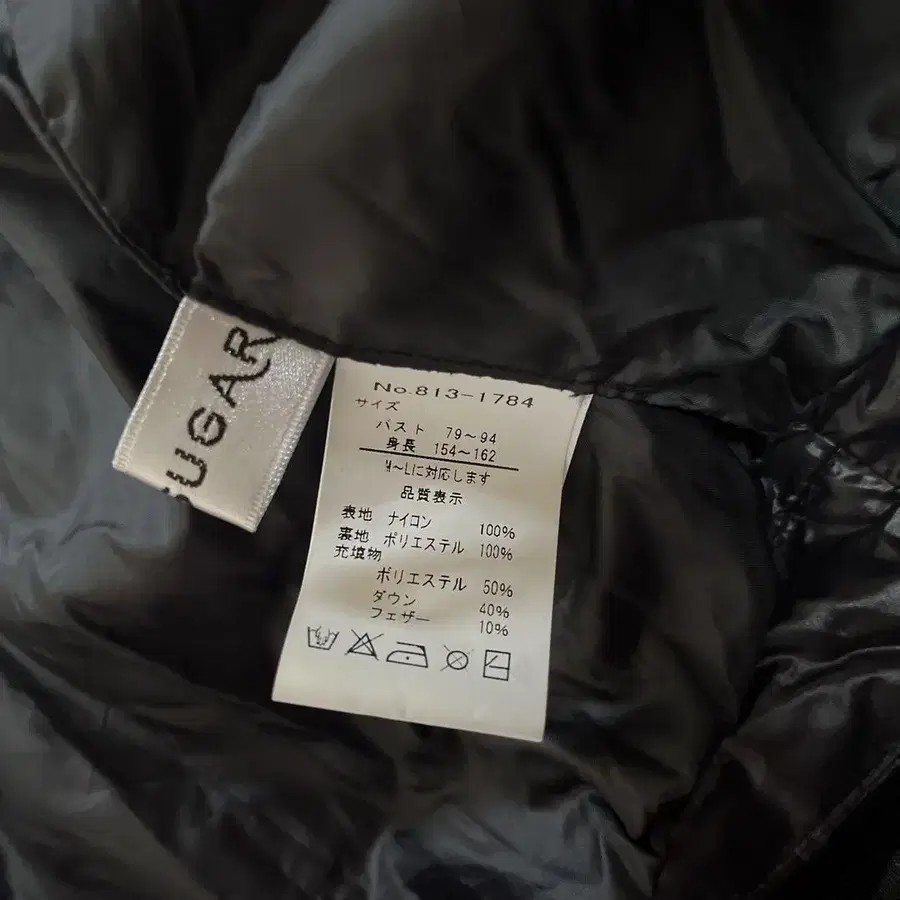 SUGAR
No.813-1784
サイズ
バスト 79～94
身長 154～162
M～Lに対応します
品質表示
表地 ナイロン 100%
裏地 ポリエステル 100%
充填物
ポリエステル 50%
ダウン 40%
フェザー 10%